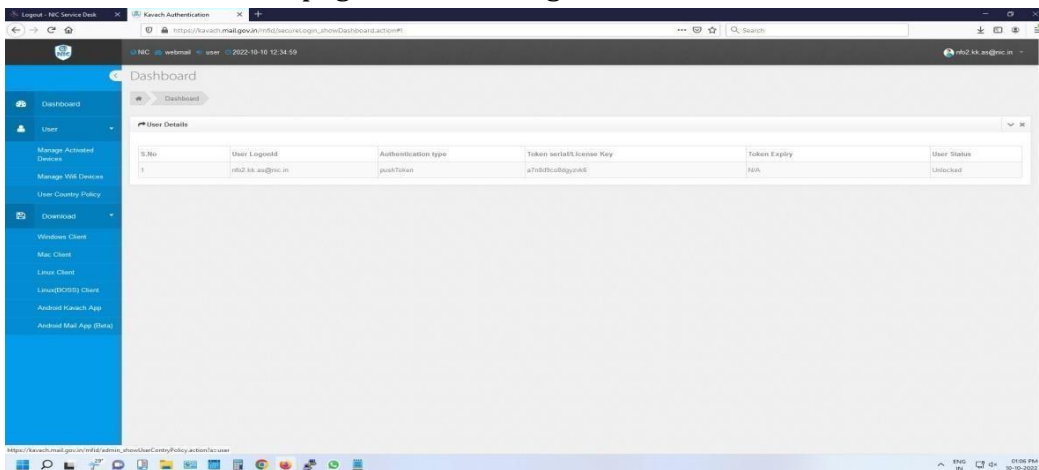 Logout - NIC Service Desk
Kavach Authentication
https://kavach.mail.gov.in/mfid/secureLogin_showDashboard.action#!
Search
NIC webmail user 2022-10-10 12:34:59
nfo2.kk.as@nic.in
Dashboard
Dashboard
Dashboard
User
Manage Activated Devices
Manage Wifi Devices
User Country Policy
Download
Windows Client
Mac Client
Linux Client
Linux(BOSS) Client
Android Kavach App
Android Mail App (Beta)
User Details
S.No User LogonId Authentication type Token serial/License Key Token Expiry User Status
1 nfo2.kk.as@nic.in pushToken N/A Unlocked
https://kavach.mail.gov.in/mfid/admin_showUserContryPolicy.action?a=user
29°
ENG
IN
01:06 PM
10-10-2022